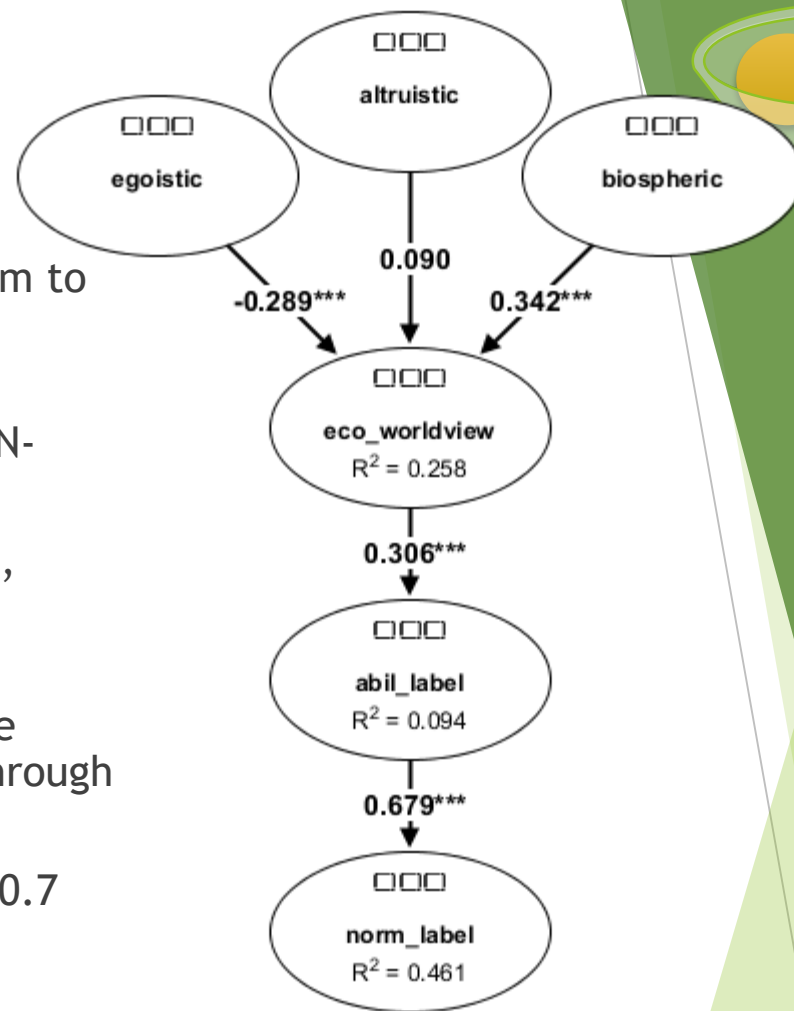 m to
N-
,
e
hrough
0.7
□□□
altruistic
□□□
egoistic
□□□
biospheric
-0.289***
0.090
0.342***
□□□
eco_worldview
R² = 0.258
0.306***
□□□
abil_label
R² = 0.094
0.679***
□□□
norm_label
R² = 0.461